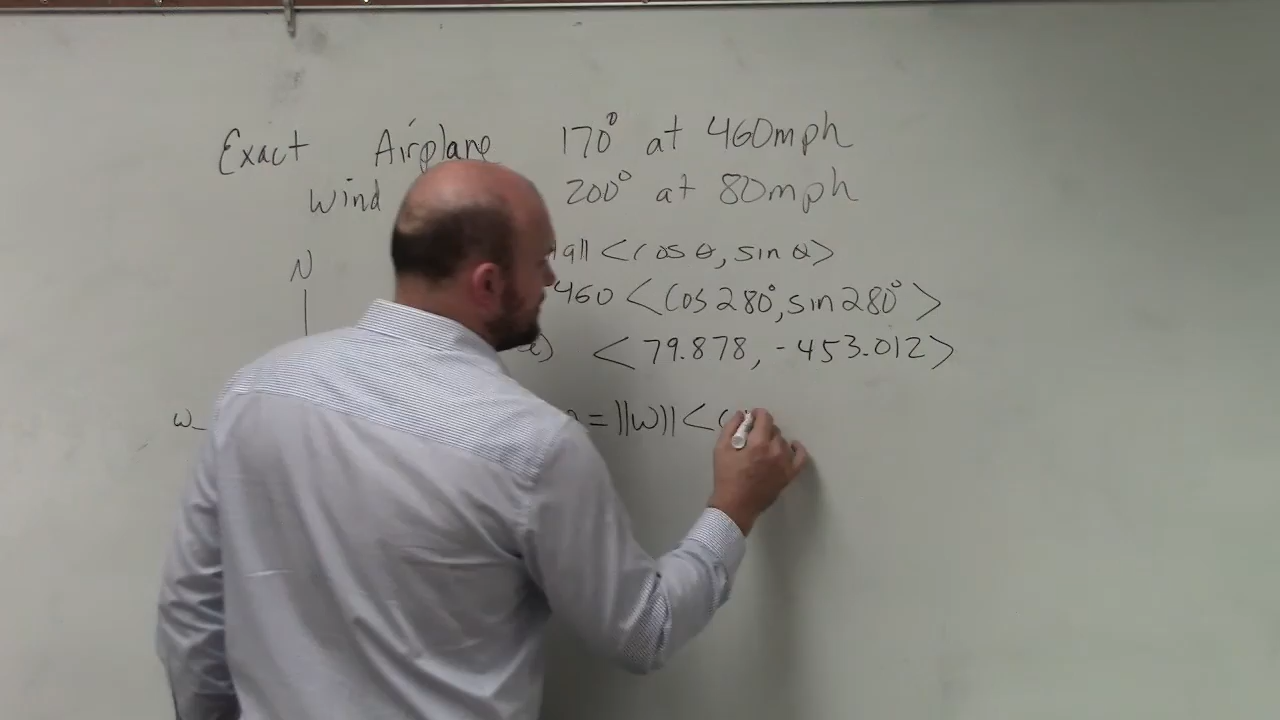 Exact Airplane 170° at 460mph
Wind 200° at 80mph
|| <cos θ, sin θ>
N
460 <cos 280°, sin 280°>
<79.878, -453.012>
w
= ||w|| <